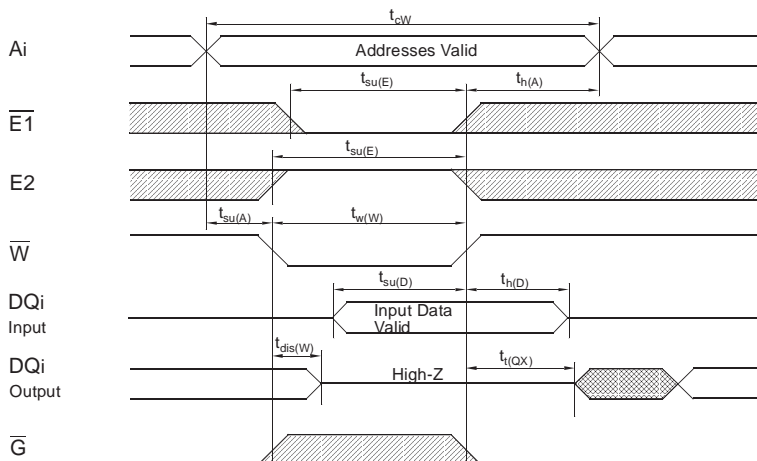 t_cW
Ai
Addresses Valid
t_su(E)
t_h(A)
E1
t_su(E)
E2
t_su(A)
t_w(W)
W
t_su(D)
t_h(D)
DQi
Input
Input Data
Valid
t_dis(W)
t_t(QX)
DQi
Output
High-Z
G